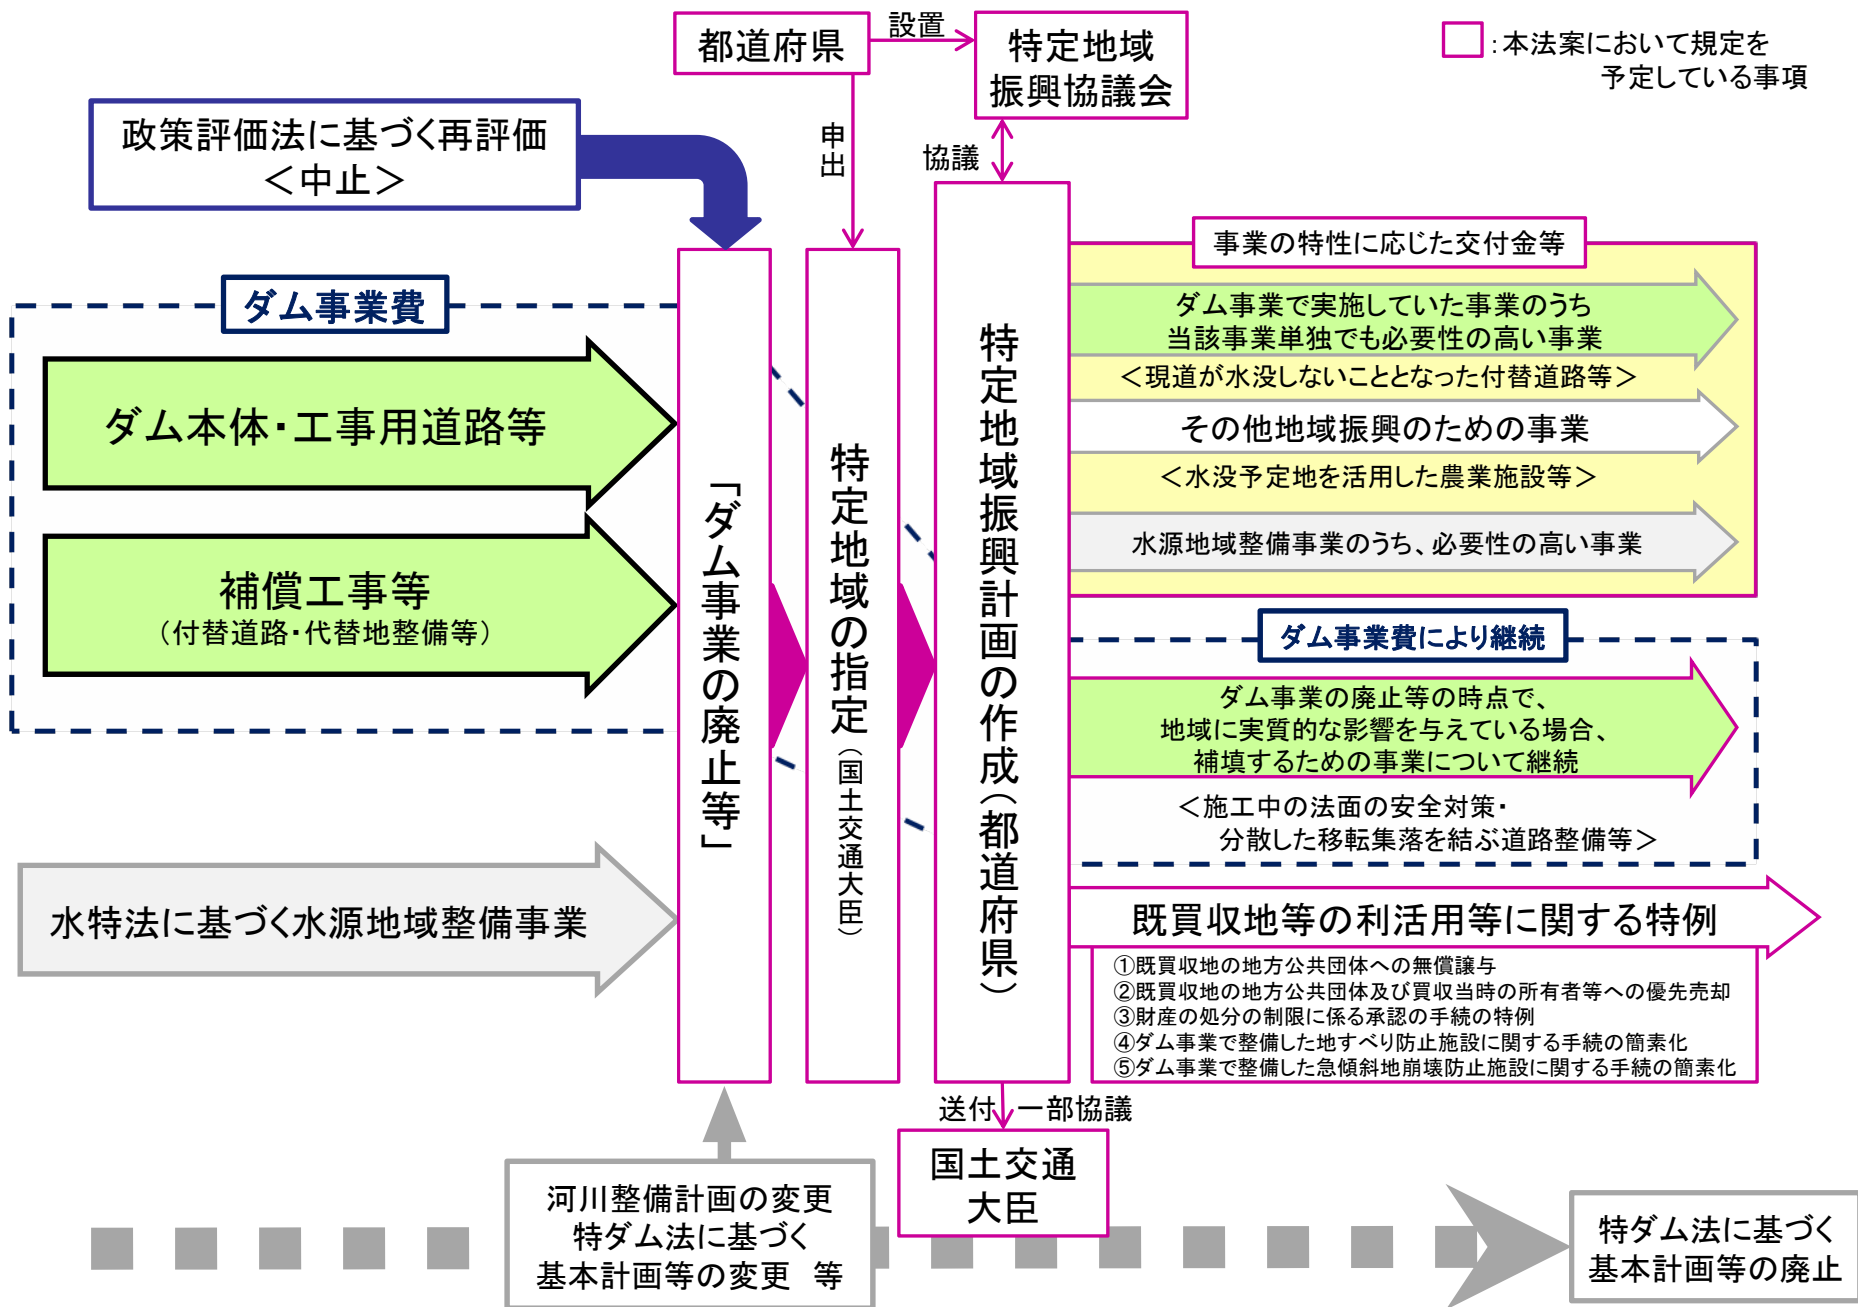 都道府県
設置
特定地域
振興協議会
：本法案において規定を
予定している事項
政策評価法に基づく再評価
＜中止＞
申出
協議
ダム事業費
ダム本体・工事用道路等
補償工事等
（付替道路・代替地整備等）
水特法に基づく水源地域整備事業
「ダム事業の廃止等」
特定地域の指定（国土交通大臣）
特定地域振興計画の作成（都道府県）
事業の特性に応じた交付金等
ダム事業で実施していた事業のうち
当該事業単独でも必要性の高い事業
＜現道が水没しないこととなった付替道路等＞
その他地域振興のための事業
＜水没予定地を活用した農業施設等＞
水源地域整備事業のうち、必要性の高い事業
ダム事業費により継続
ダム事業の廃止等の時点で、
地域に実質的な影響を与えている場合、
補填するための事業について継続
＜施工中の法面の安全対策・
分散した移転集落を結ぶ道路整備等＞
既買収地等の利活用等に関する特例
①既買収地の地方公共団体への無償譲与
②既買収地の地方公共団体及び買収当時の所有者等への優先売却
③財産の処分の制限に係る承認の手続の特例
④ダム事業で整備した地すべり防止施設に関する手続の簡素化
⑤ダム事業で整備した急傾斜地崩壊防止施設に関する手続の簡素化
送付 一部協議
国土交通
大臣
河川整備計画の変更
特ダム法に基づく
基本計画等の変更　等
特ダム法に基づく
基本計画等の廃止